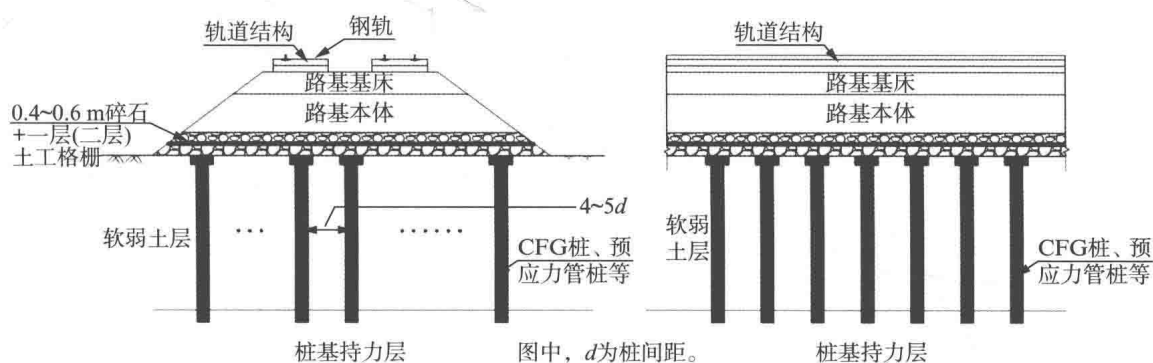 轨道结构
钢轨
路基基床
路基本体
0.4~0.6 m碎石
+一层(二层)
土工格栅
4~5d
软弱土层
CFG桩、预
应力管桩等
桩基持力层
轨道结构
路基基床
路基本体
软弱
土层
CFG桩、预
应力管桩等
桩基持力层
图中，d为桩间距。